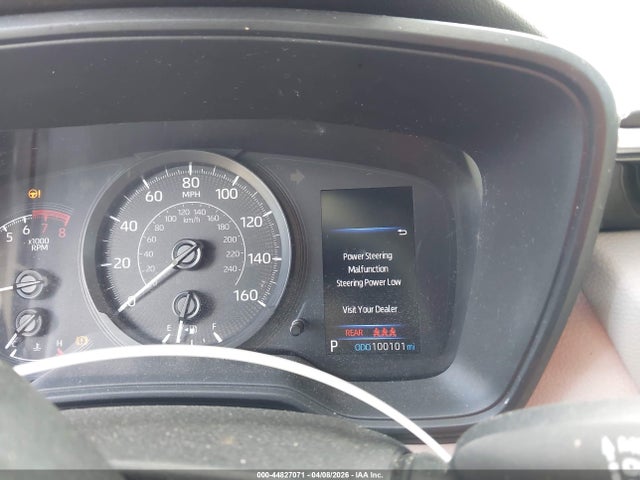 80
60 MPH 100
120 140
100 km/h 160
40 80 180 120
60 200
20 40 220 140
20 240
0 0 160
E F
5 6 7 8
x1000
RPM
H
Power Steering
Malfunction
Steering Power Low
Visit Your Dealer
REAR
P ODO 100101 mi
000-44827071 - 04/08/2026 - IAA Inc.